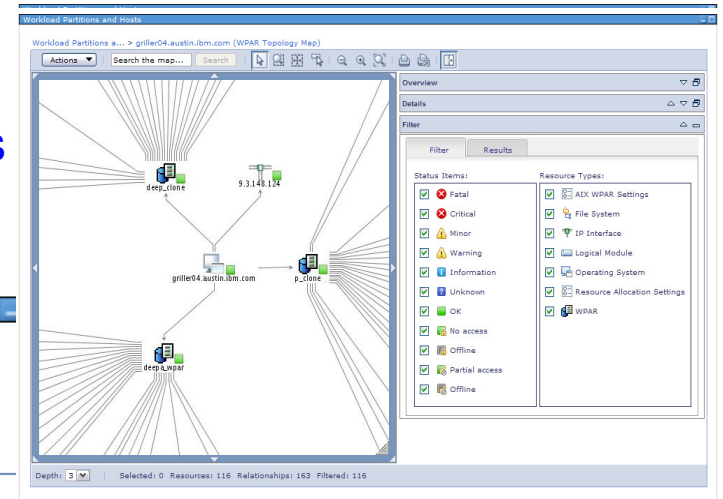 Workload Partitions and Hosts
Workload Partitions and Hosts
Workload Partitions a... > griller04.austin.ibm.com (WPAR Topology Map)
Actions Search the map... Search
Overview
Details
Filter
Filter Results
Status Items: Resource Types:
Fatal AIX WPAR Settings
Critical File System
Minor IP Interface
Warning Logical Module
Information Operating System
Unknown Resource Allocation Settings
OK WPAR
No access
Offline
Partial access
Offline
deep_clone
9.3.148.124
griller04.austin.ibm.com
p_clone
deepa_wpar
Depth: 3 Selected: 0 Resources: 116 Relationships: 163 Filtered: 116
s